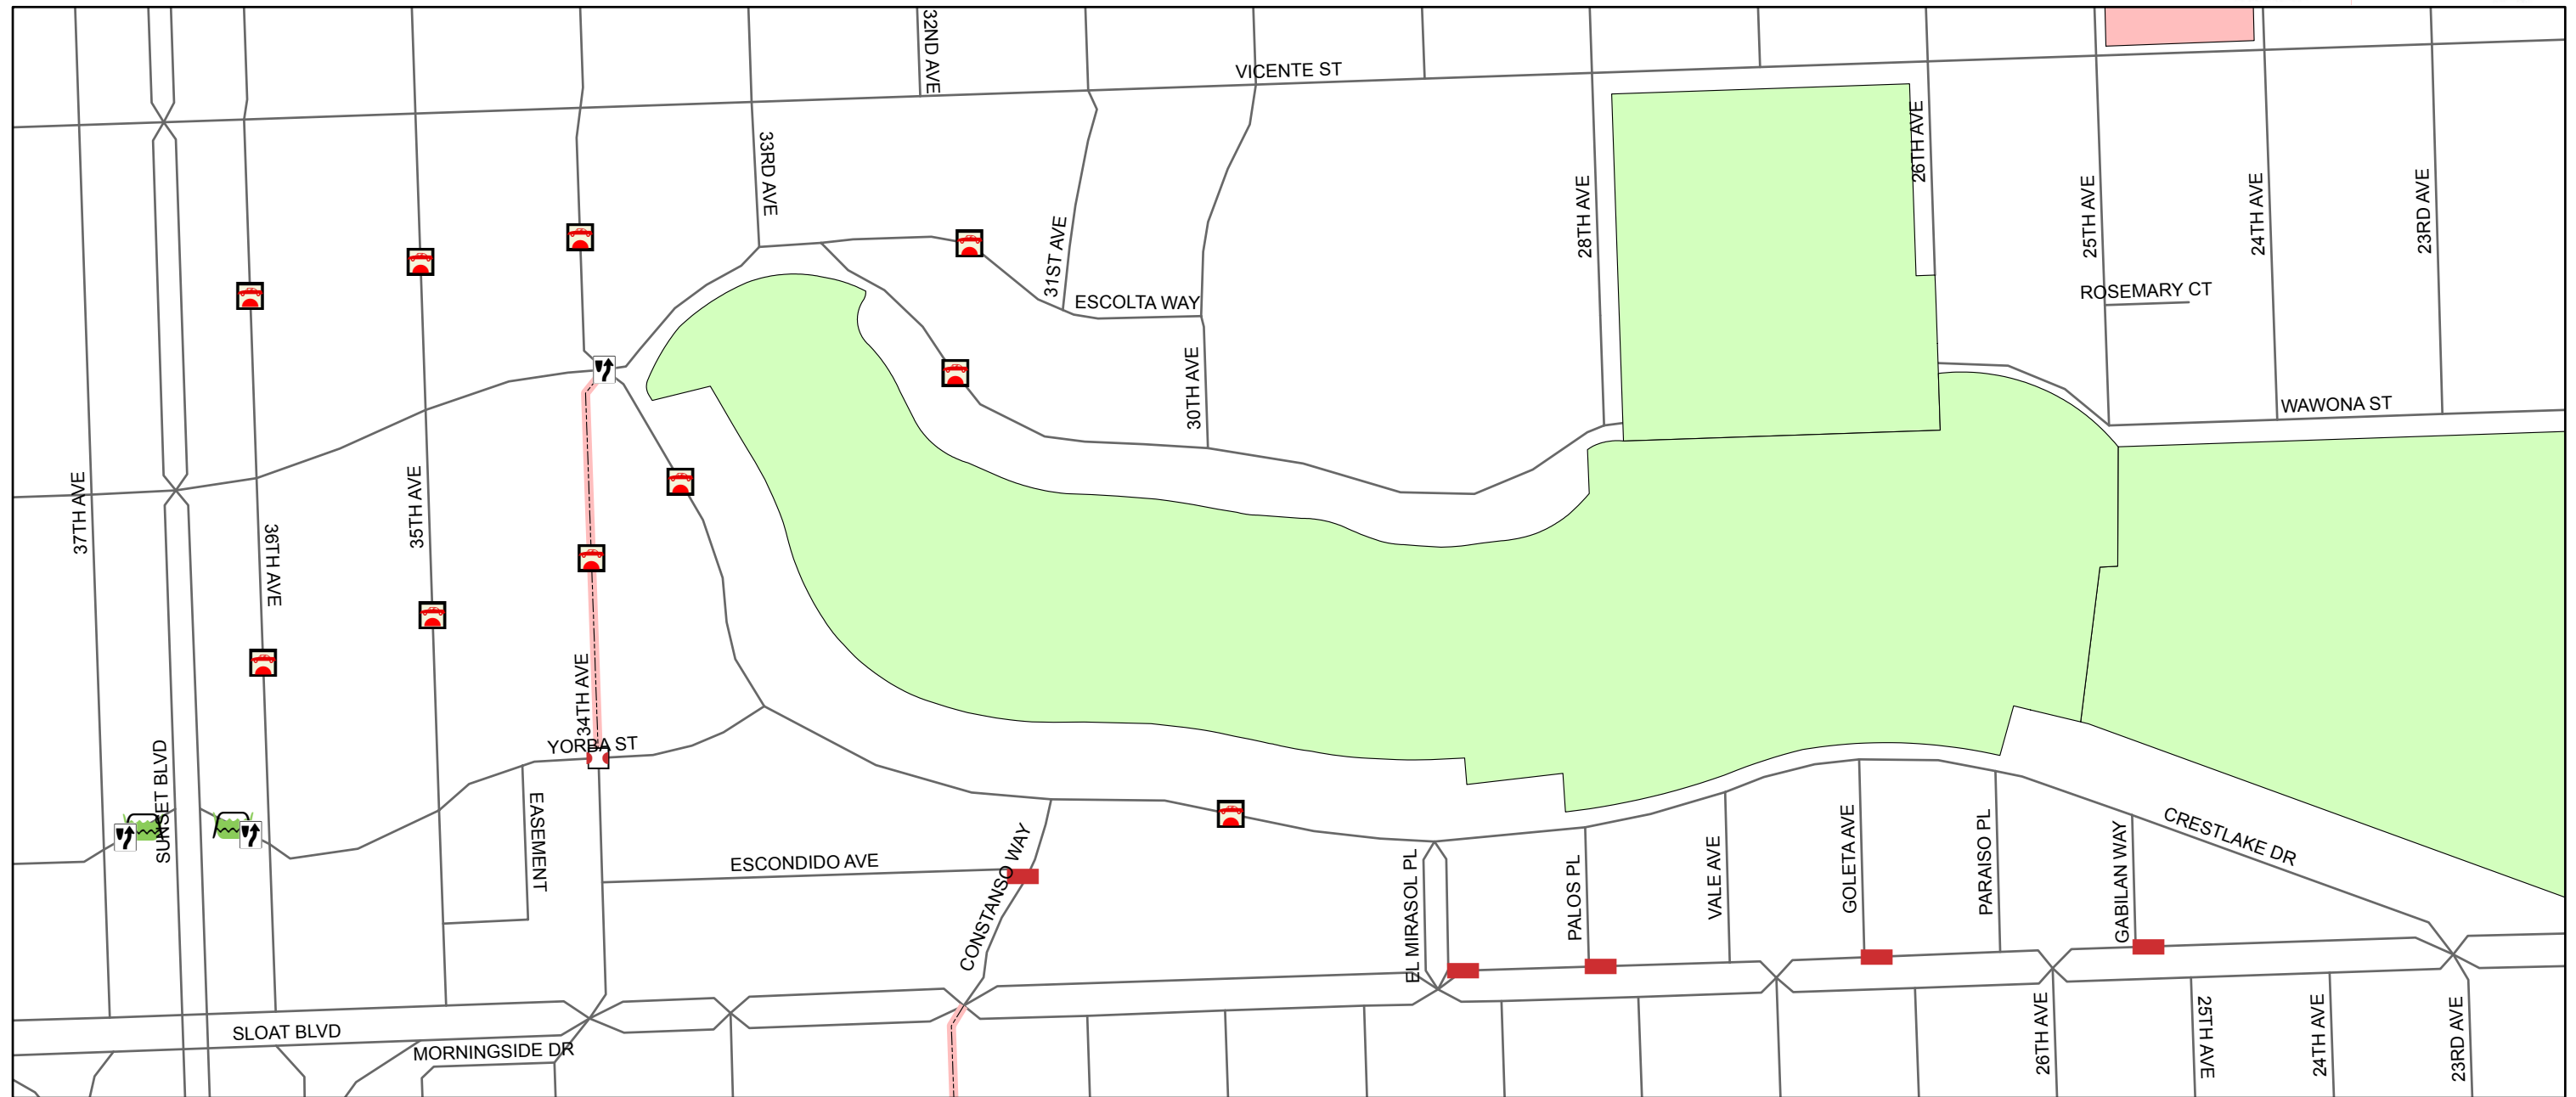 32ND AVE
VICENTE ST
33RD AVE
26TH AVE
28TH AVE
25TH AVE
24TH AVE
23RD AVE
31ST AVE
ROSEMARY CT
ESCOLTA WAY
30TH AVE
WAWONA ST
37TH AVE
35TH AVE
36TH AVE
34TH AVE
YORBA ST
SUNSET BLVD
EASEMENT
ESCONDIDO AVE
CONSTANSO WAY
EL MIRASOL PL
PALOS PL
VALE AVE
GOLETA AVE
PARAISO PL
GABILAN WAY
CRESTLAKE DR
SLOAT BLVD
MORNINGSIDE DR
26TH AVE
25TH AVE
24TH AVE
23RD AVE